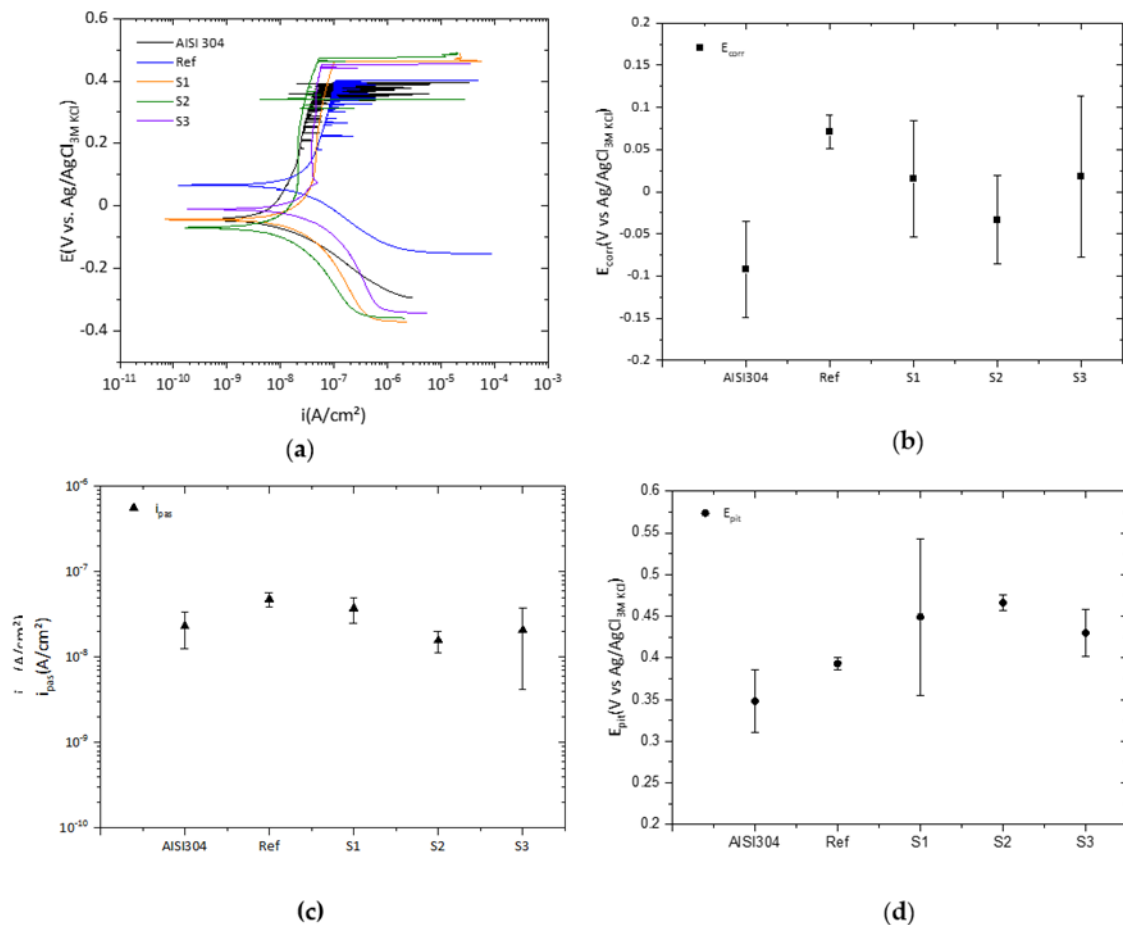 AISI 304
Ref
S1
S2
S3
0.6
0.4
0.2
0
-0.2
-0.4
E(V vs. Ag/AgCl3M KCl)
10⁻¹¹ 10⁻¹⁰ 10⁻⁹ 10⁻⁸ 10⁻⁷ 10⁻⁶ 10⁻⁵ 10⁻⁴ 10⁻³
i(A/cm²)
(a)
Ecorr
0.2
0.15
0.1
0.05
0
-0.05
-0.1
-0.15
-0.2
Ecorr(V vs Ag/AgCl3M KCl)
AISI304 Ref S1 S2 S3
(b)
ipas
10⁻⁶
10⁻⁷
10⁻⁸
10⁻⁹
10⁻¹⁰
ipas(A/cm²)
AISI304 Ref S1 S2 S3
(c)
Epit
0.6
0.55
0.5
0.45
0.4
0.35
0.3
0.25
0.2
Epit(V vs Ag/AgCl3M KCl)
AISI304 Ref S1 S2 S3
(d)